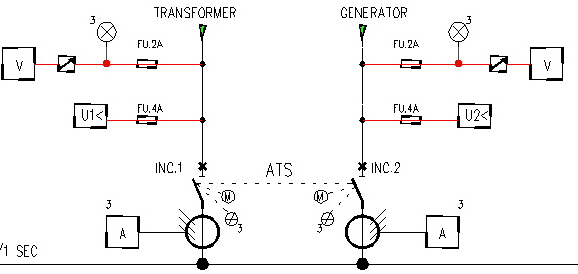 TRANSFORMER
GENERATOR
3
3
FU.2A
FU.2A
V
V
FU.4A
FU.4A
U1<
U2<
INC.1
ATS
INC.2
M
M
3
3
3
3
A
A
/1 SEC